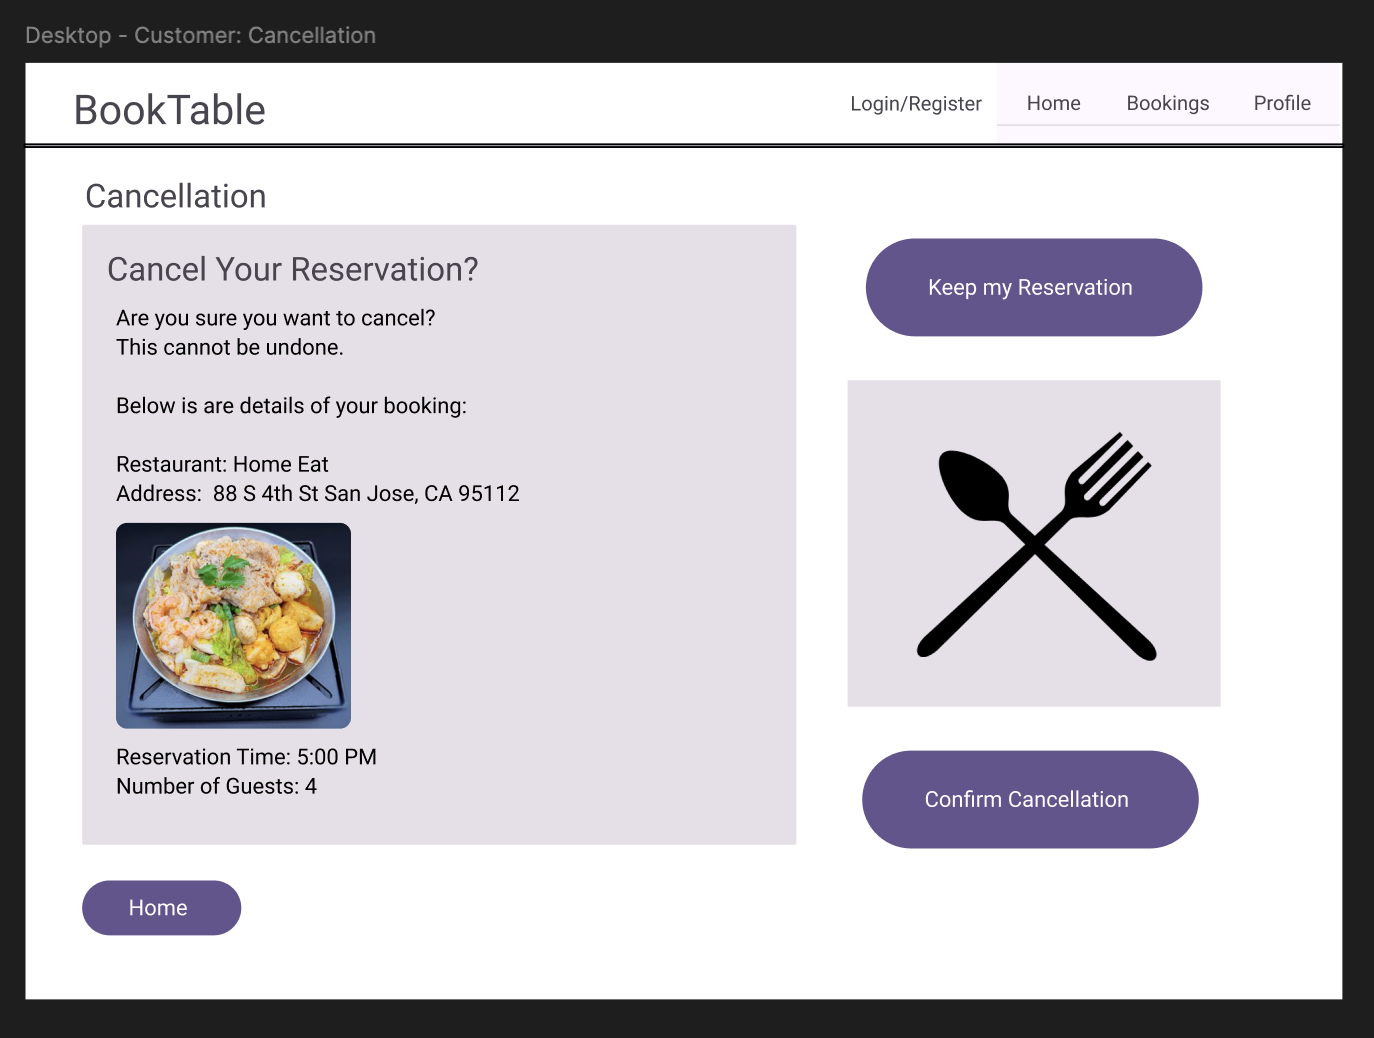 Desktop - Customer: Cancellation
BookTable
Login/Register
Home
Bookings
Profile
Cancellation
Cancel Your Reservation?
Are you sure you want to cancel?
This cannot be undone.
Below is are details of your booking:
Restaurant: Home Eat
Address:  88 S 4th St San Jose, CA 95112
Reservation Time: 5:00 PM
Number of Guests: 4
Keep my Reservation
Confirm Cancellation
Home